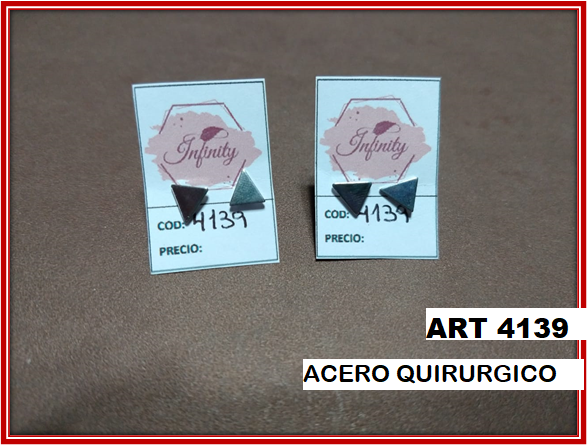 Infinity
COD: 4139
PRECIO:
Infinity
COD: 4139
PRECIO:
ART 4139
ACERO QUIRURGICO